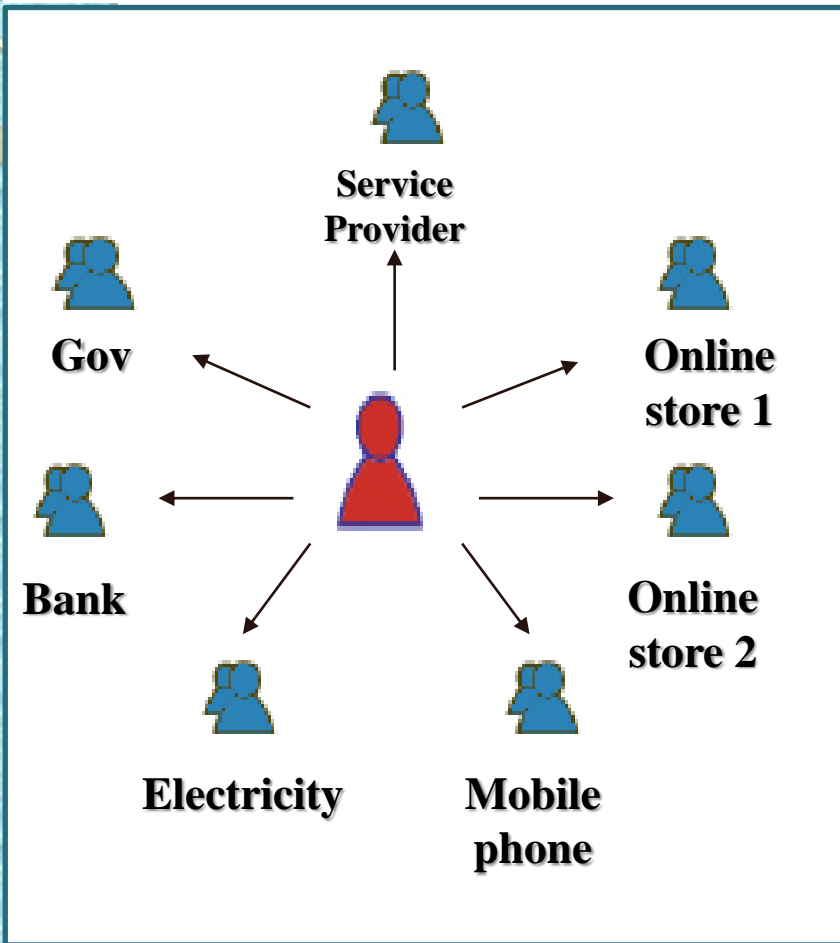 Service
Provider
Gov
Online
store 1
Bank
Online
store 2
Electricity
Mobile
phone